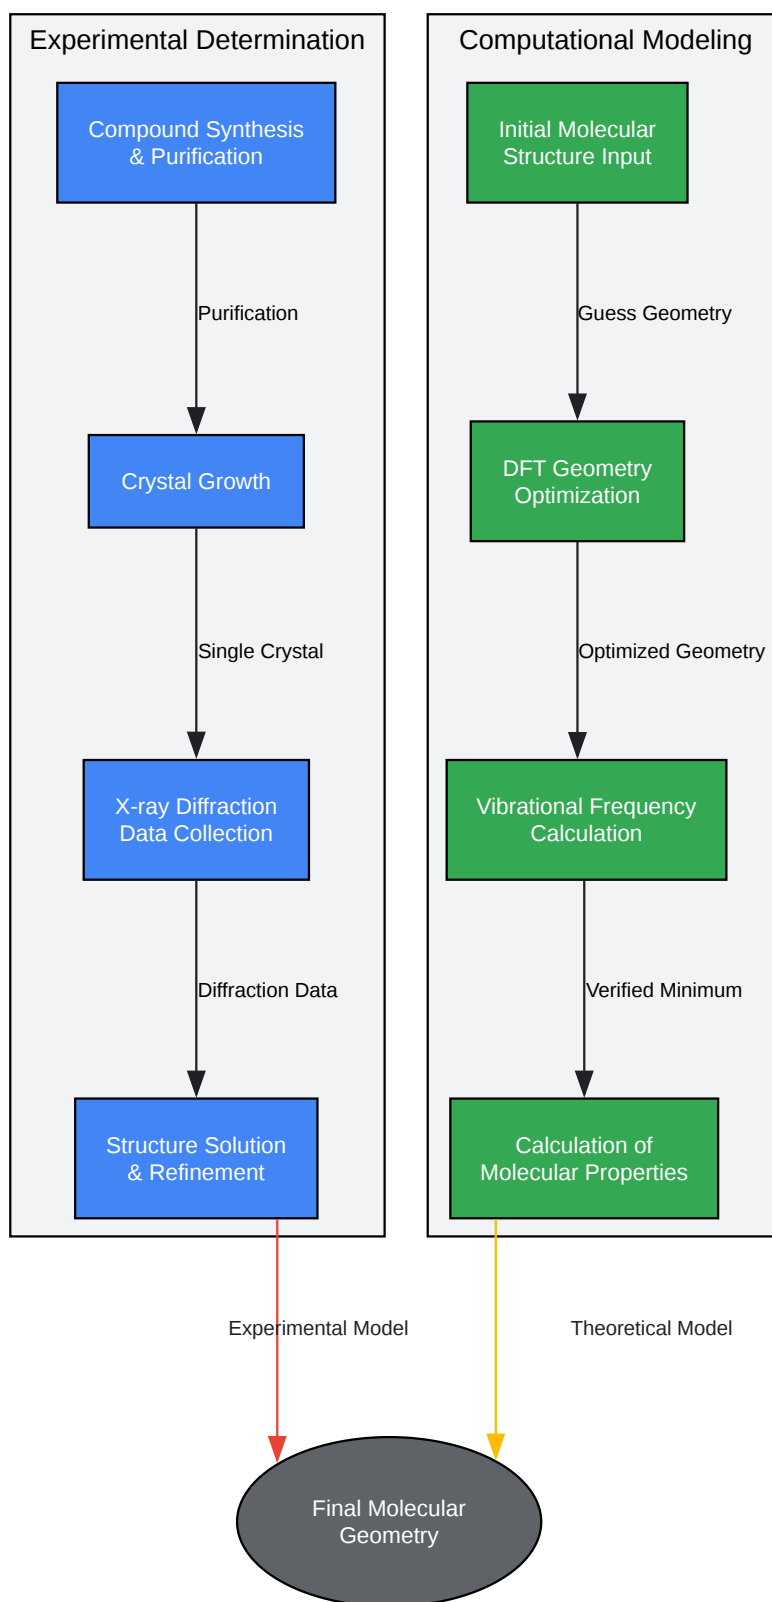 Experimental Determination
Compound Synthesis
& Purification
Purification
Crystal Growth
Single Crystal
X-ray Diffraction
Data Collection
Diffraction Data
Structure Solution
& Refinement
Computational Modeling
Initial Molecular
Structure Input
Guess Geometry
DFT Geometry
Optimization
Optimized Geometry
Vibrational Frequency
Calculation
Verified Minimum
Calculation of
Molecular Properties
Experimental Model
Theoretical Model
Final Molecular
Geometry